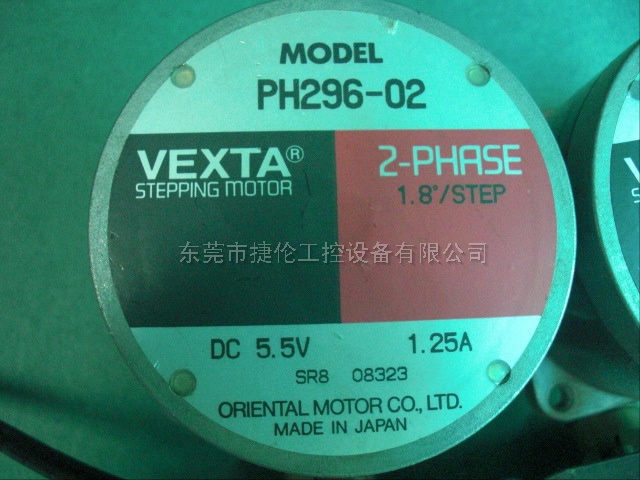 MODEL
PH296-02
VEXTA®
STEPPING MOTOR
2-PHASE
1.8°/STEP
东莞市捷伦工控设备有限公司
DC 5.5V 1.25A
SR8 08323
ORIENTAL MOTOR CO., LTD.
MADE IN JAPAN
VE
ST